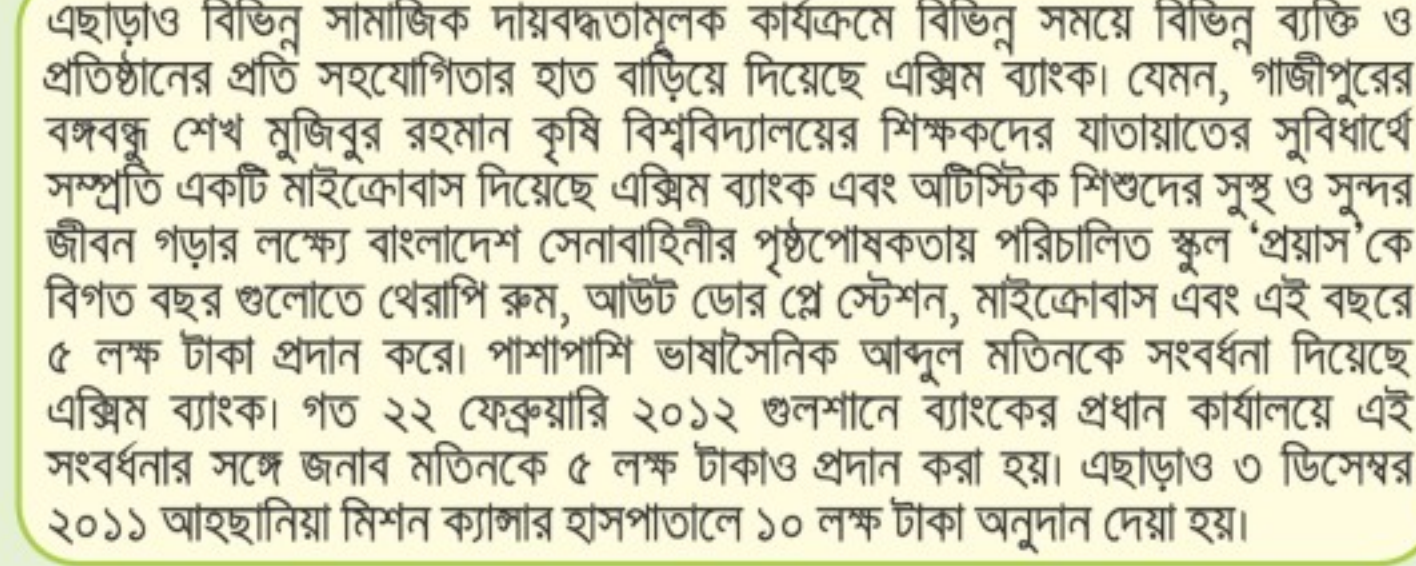 এছাড়াও বিভিন্ন সামাজিক দায়বদ্ধতামূলক কার্যক্রমে বিভিন্ন সময়ে বিভিন্ন ব্যক্তি ও
প্রতিষ্ঠানের প্রতি সহযোগিতার হাত বাড়িয়ে দিয়েছে এক্সিম ব্যাংক। যেমন, গাজীপুরের
বঙ্গবন্ধু শেখ মুজিবুর রহমান কৃষি বিশ্ববিদ্যালয়ের শিক্ষকদের যাতায়াতের সুবিধার্থে
সম্প্রতি একটি মাইক্রোবাস দিয়েছে এক্সিম ব্যাংক এবং অটিস্টিক শিশুদের সুস্থ ও সুন্দর
জীবন গড়ার লক্ষ্যে বাংলাদেশ সেনাবাহিনীর পৃষ্ঠপোষকতায় পরিচালিত স্কুল ‘প্রয়াস’কে
বিগত বছর গুলোতে থেরাপি রুম, আউট ডোর প্লে স্টেশন, মাইক্রোবাস এবং এই বছরে
৫ লক্ষ টাকা প্রদান করে। পাশাপাশি ভাষাসৈনিক আব্দুল মতিনকে সংবর্ধনা দিয়েছে
এক্সিম ব্যাংক। গত ২২ ফেব্রুয়ারি ২০১২ গুলশানে ব্যাংকের প্রধান কার্যালয়ে এই
সংবর্ধনার সঙ্গে জনাব মতিনকে ৫ লক্ষ টাকাও প্রদান করা হয়। এছাড়াও ৩ ডিসেম্বর
২০১১ আহছানিয়া মিশন ক্যান্সার হাসপাতালে ১০ লক্ষ টাকা অনুদান দেয়া হয়।